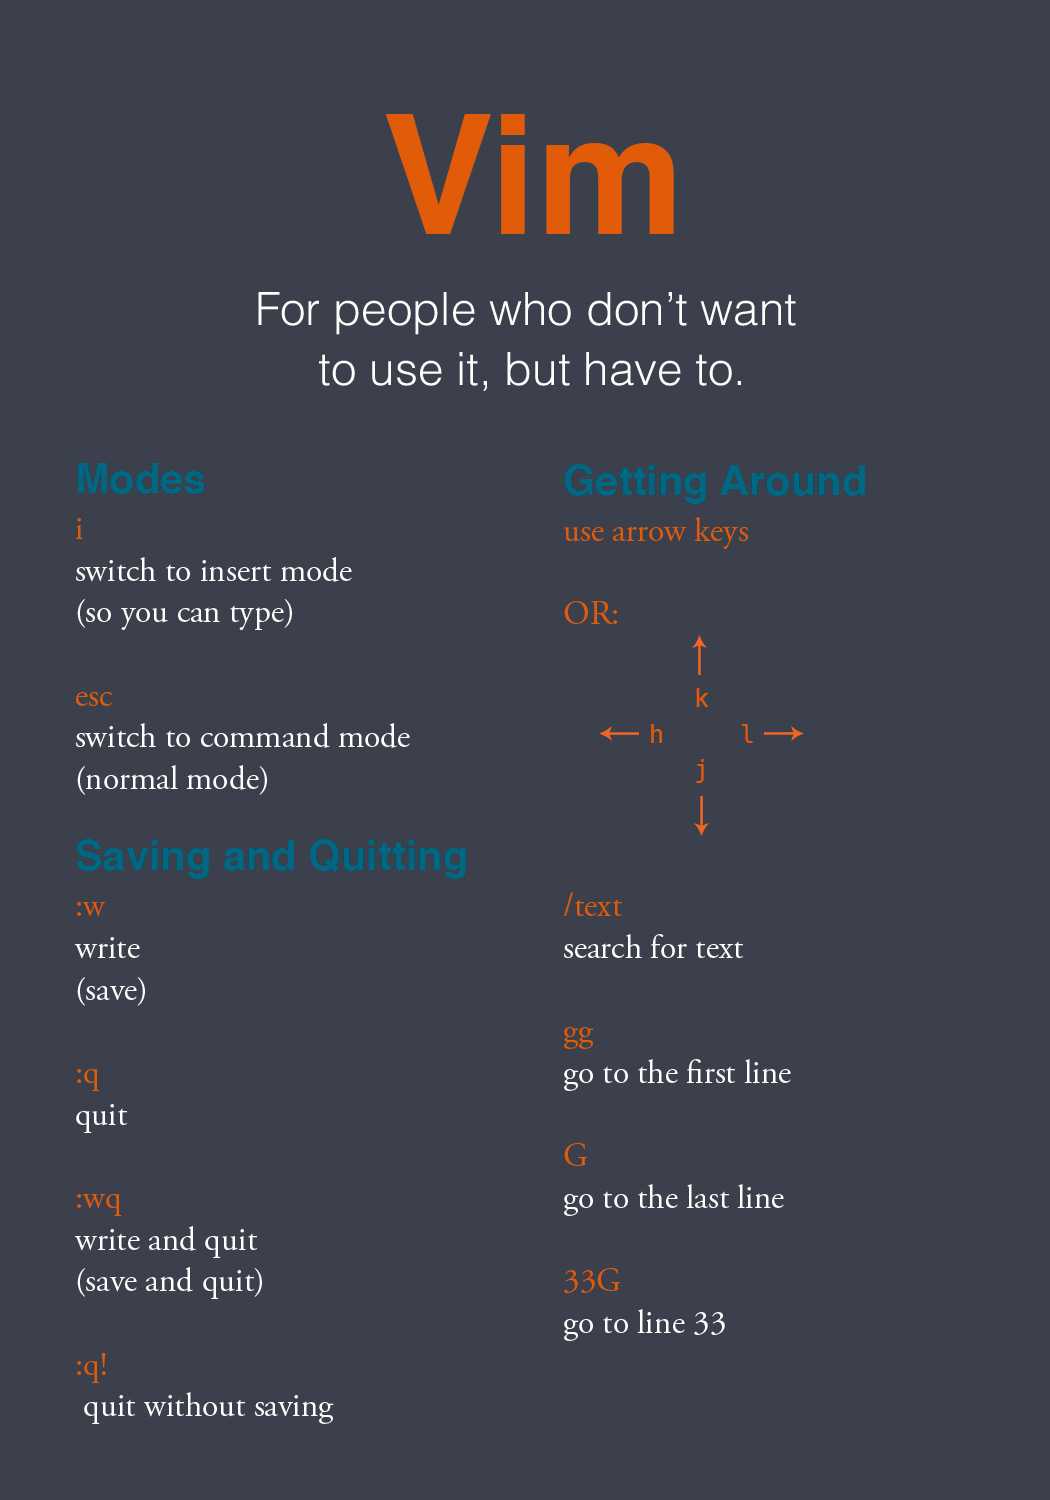 Vim
For people who don’t want
to use it, but have to.
Modes
i
switch to insert mode
(so you can type)
esc
switch to command mode
(normal mode)
Saving and Quitting
:w
write
(save)
:q
quit
:wq
write and quit
(save and quit)
:q!
quit without saving
Getting Around
use arrow keys
OR:
k
h l
j
/text
search for text
gg
go to the first line
G
go to the last line
33G
go to line 33